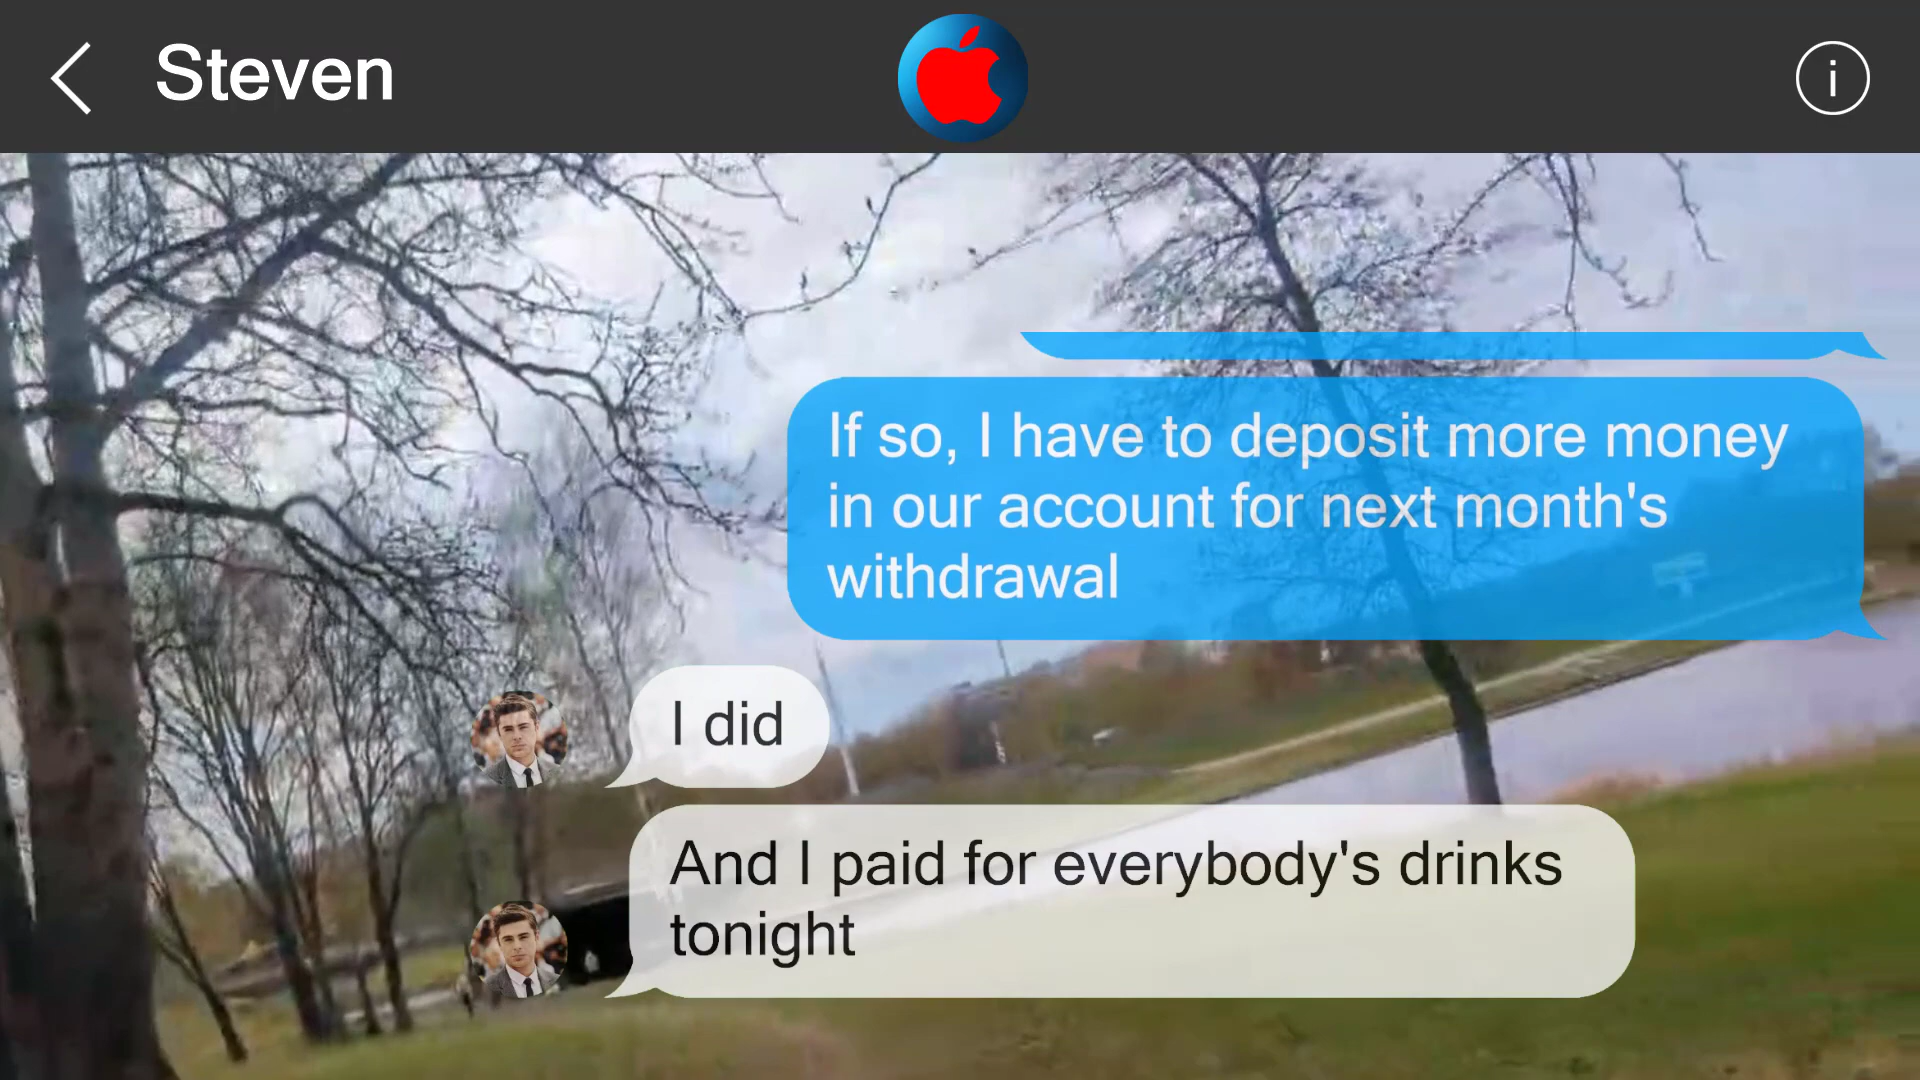 Steven
i
If so, I have to deposit more money
in our account for next month's
withdrawal
I did
And I paid for everybody's drinks
tonight